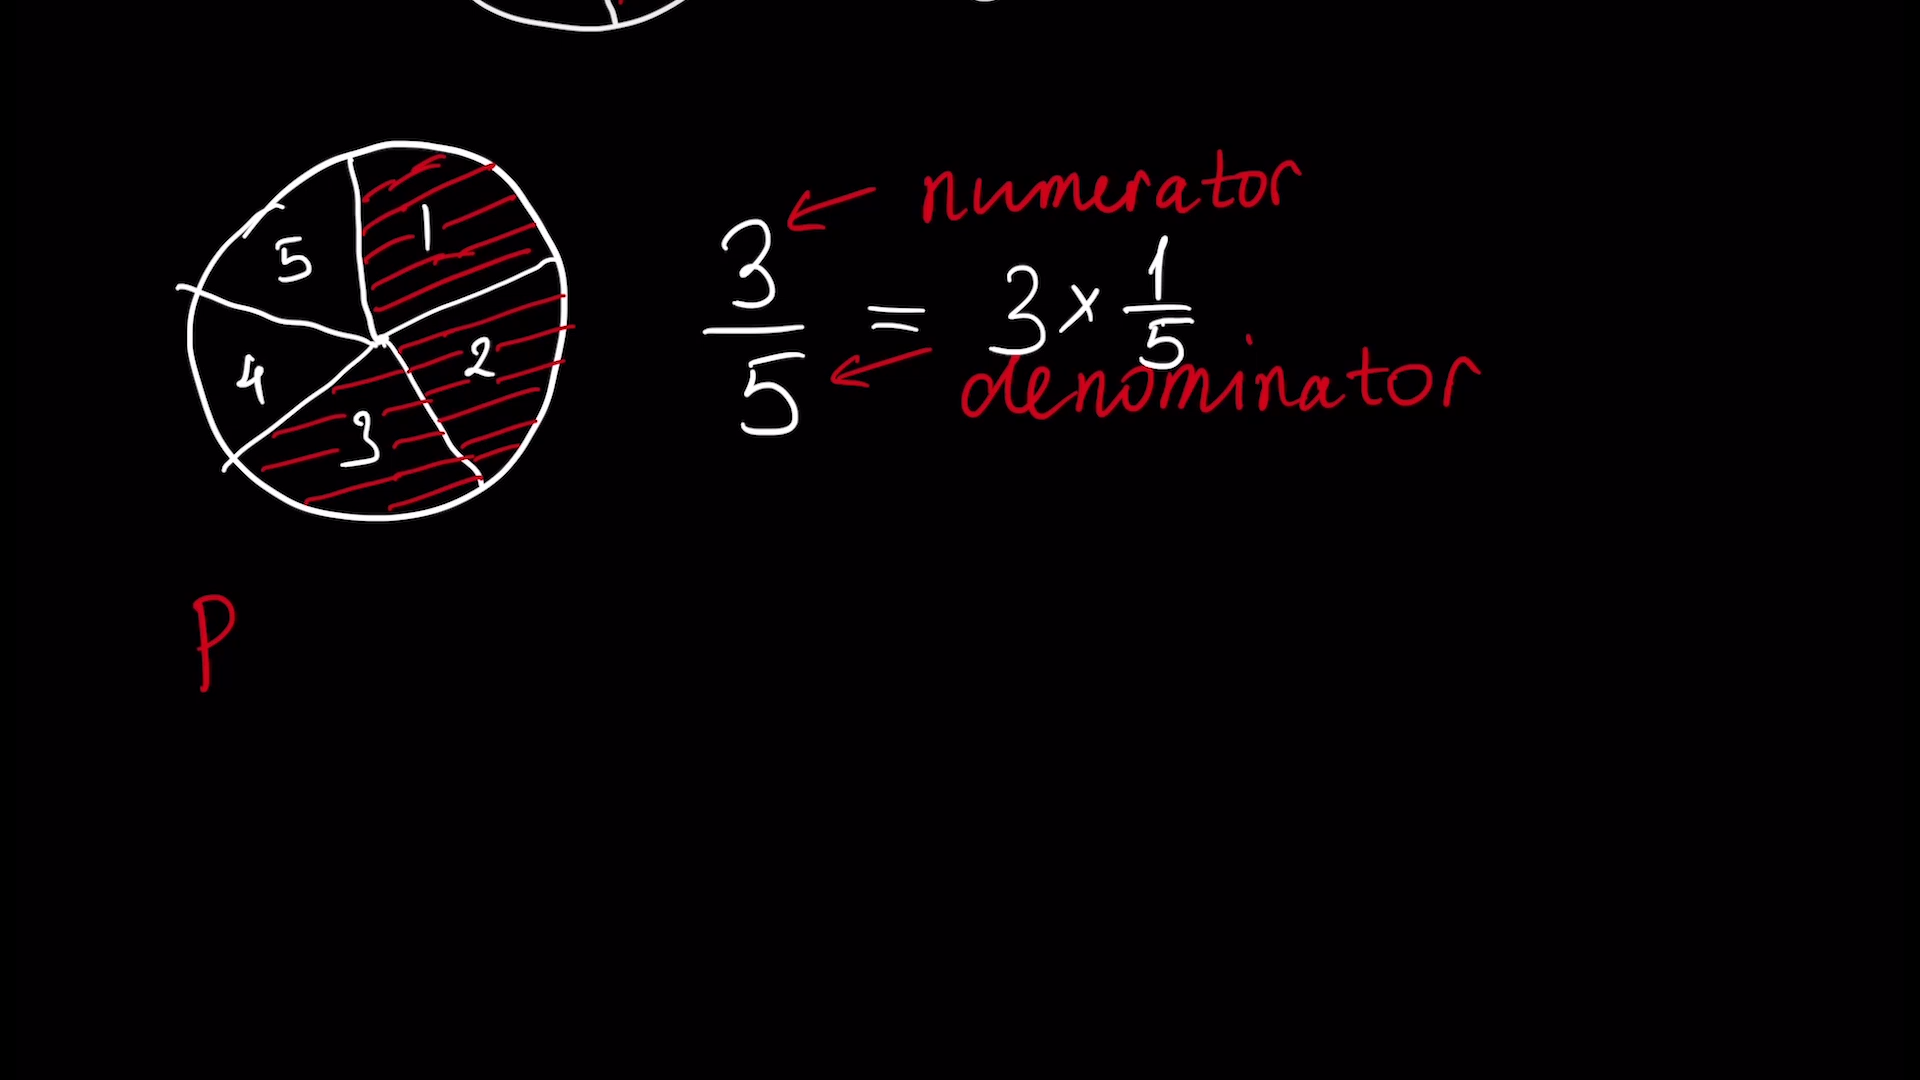 5 1
4 2
3
3/5 = 3 × 1/5
numerator
denominator
P